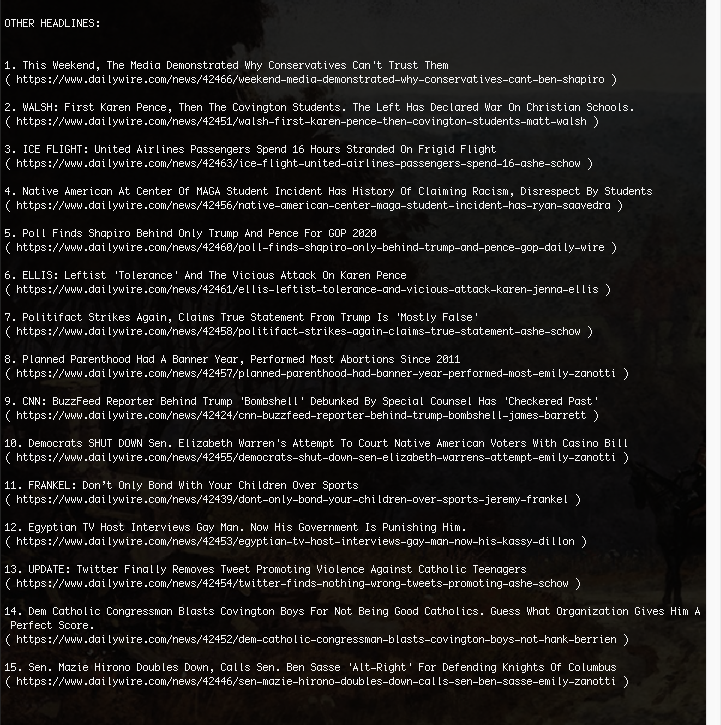 OTHER HEADLINES:
1. This Weekend, The Media Demonstrated Why Conservatives Can't Trust Them
( https://www.dailywire.com/news/42466/weekend-media-demonstrated-why-conservatives-cant-ben-shapiro )
2. WALSH: First Karen Pence, Then The Covington Students. The Left Has Declared War On Christian Schools.
( https://www.dailywire.com/news/42451/walsh-first-karen-pence-then-covington-students-matt-walsh )
3. ICE FLIGHT: United Airlines Passengers Spend 16 Hours Stranded On Frigid Flight
( https://www.dailywire.com/news/42463/ice-flight-united-airlines-passengers-spend-16-ashe-schow )
4. Native American At Center Of MAGA Student Incident Has History Of Claiming Racism, Disrespect By Students
( https://www.dailywire.com/news/42456/native-american-center-maga-student-incident-has-ryan-saavedra )
5. Poll Finds Shapiro Behind Only Trump And Pence For GOP 2020
( https://www.dailywire.com/news/42460/poll-finds-shapiro-only-behind-trump-and-pence-gop-daily-wire )
6. ELLIS: Leftist 'Tolerance' And The Vicious Attack On Karen Pence
( https://www.dailywire.com/news/42461/ellis-leftist-tolerance-and-vicious-attack-karen-jenna-ellis )
7. Politifact Strikes Again, Claims True Statement From Trump Is 'Mostly False'
( https://www.dailywire.com/news/42458/politifact-strikes-again-claims-true-statement-ashe-schow )
8. Planned Parenthood Had A Banner Year, Performed Most Abortions Since 2011
( https://www.dailywire.com/news/42457/planned-parenthood-had-banner-year-performed-most-emily-zanotti )
9. CNN: BuzzFeed Reporter Behind Trump 'Bombshell' Debunked By Special Counsel Has 'Checkered Past'
( https://www.dailywire.com/news/42424/cnn-buzzfeed-reporter-behind-trump-bombshell-james-barrett )
10. Democrats SHUT DOWN Sen. Elizabeth Warren's Attempt To Court Native American Voters With Casino Bill
( https://www.dailywire.com/news/42455/democrats-shut-down-sen-elizabeth-warrens-attempt-emily-zanotti )
11. FRANKEL: Don’t Only Bond With Your Children Over Sports
( https://www.dailywire.com/news/42439/dont-only-bond-your-children-over-sports-jeremy-frankel )
12. Egyptian TV Host Interviews Gay Man. Now His Government Is Punishing Him.
( https://www.dailywire.com/news/42453/egyptian-tv-host-interviews-gay-man-now-his-kassy-dillon )
13. UPDATE: Twitter Finally Removes Tweet Promoting Violence Against Catholic Teenagers
( https://www.dailywire.com/news/42454/twitter-finds-nothing-wrong-tweets-promoting-ashe-schow )
14. Dem Catholic Congressman Blasts Covington Boys For Not Being Good Catholics. Guess What Organization Gives Him A
Perfect Score.
( https://www.dailywire.com/news/42452/dem-catholic-congressman-blasts-covington-boys-not-hank-berrien )
15. Sen. Mazie Hirono Doubles Down, Calls Sen. Ben Sasse 'Alt-Right' For Defending Knights Of Columbus
( https://www.dailywire.com/news/42446/sen-mazie-hirono-doubles-down-calls-sen-ben-sasse-emily-zanotti )